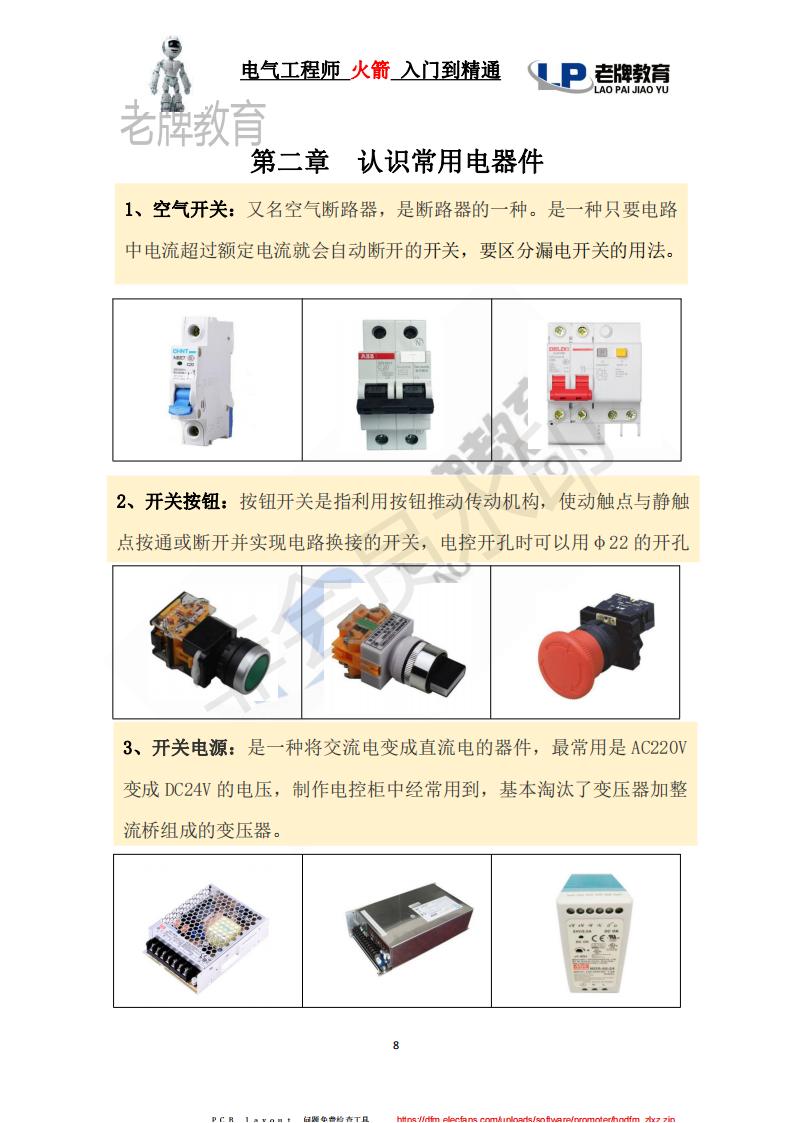 电气工程师 火箭 入门到精通
LP 老牌教育
LAO PAI JIAO YU
老牌教育
第二章 认识常用电器件
1、空气开关：又名空气断路器，是断路器的一种。是一种只要电路
中电流超过额定电流就会自动断开的开关，要区分漏电开关的用法。
CHNT
ABB
DELIXI
2、开关按钮：按钮开关是指利用按钮推动传动机构，使动触点与静触
点按通或断开并实现电路换接的开关，电控开孔时可以用φ22 的开孔
非会员水印
3、开关电源：是一种将交流电变成直流电的器件，最常用是 AC220V
变成 DC24V 的电压，制作电控柜中经常用到，基本淘汰了变压器加整
流桥组成的变压器。
8
PCB Layout 问题免费检查工具 https://dfm.elecfans.com/uploads/software/promoter/hqdfm_zlxz.zip